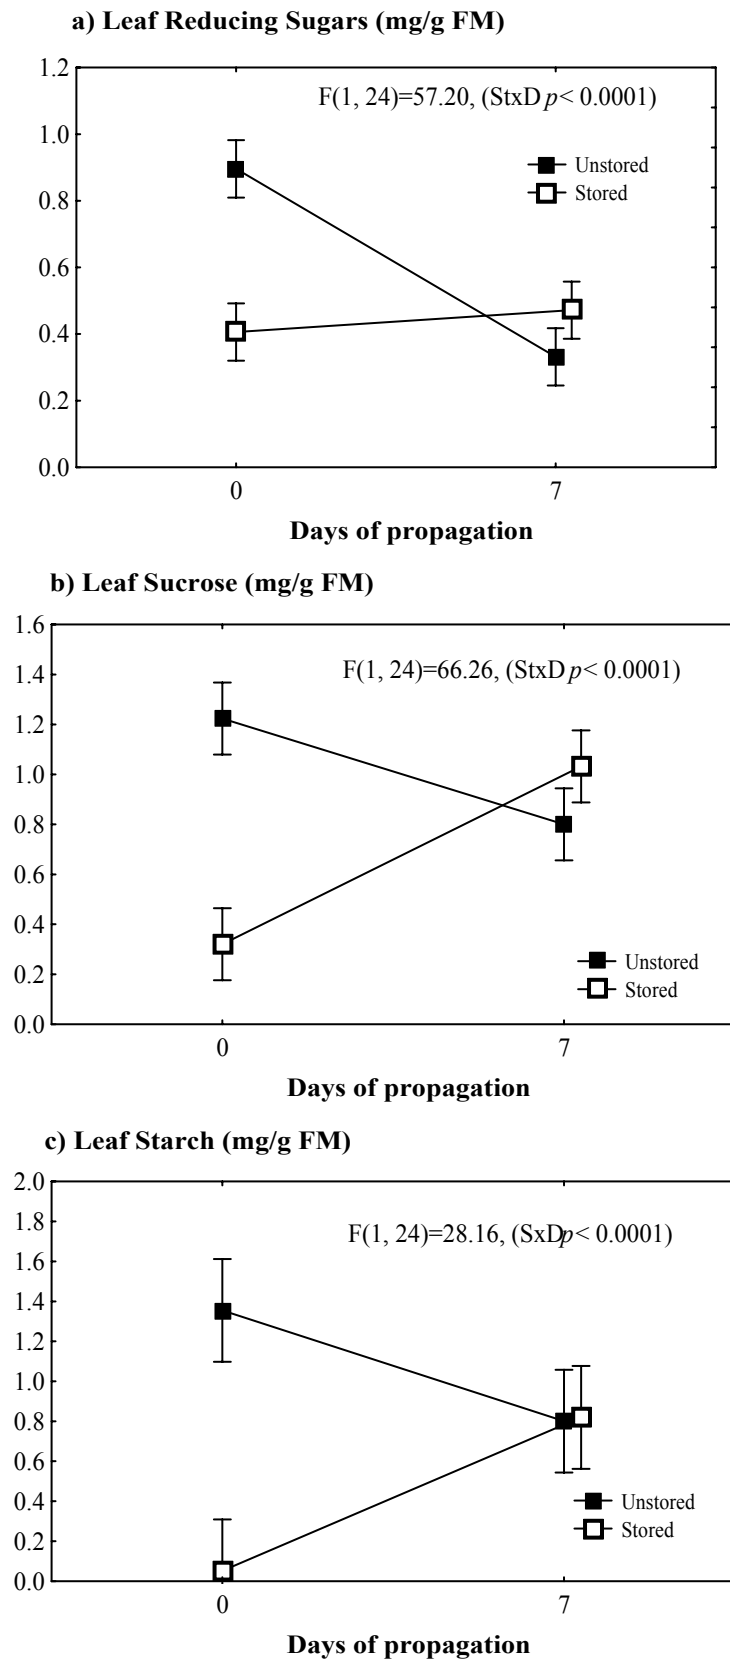 a) Leaf Reducing Sugars (mg/g FM)
1.2
F(1, 24)=57.20, (StxD p< 0.0001)
1.0
Unstored
0.8
Stored
0.6
0.4
0.2
0.0
0 7
Days of propagation
b) Leaf Sucrose (mg/g FM)
1.6
F(1, 24)=66.26, (StxD p< 0.0001)
1.4
1.2
1.0
0.8
0.6
0.4
Unstored
0.2
Stored
0.0
0 7
Days of propagation
c) Leaf Starch (mg/g FM)
2.0
1.8
F(1, 24)=28.16, (SxD p< 0.0001)
1.6
1.4
1.2
1.0
0.8
0.6
0.4
Unstored
0.2
Stored
0.0
0 7
Days of propagation